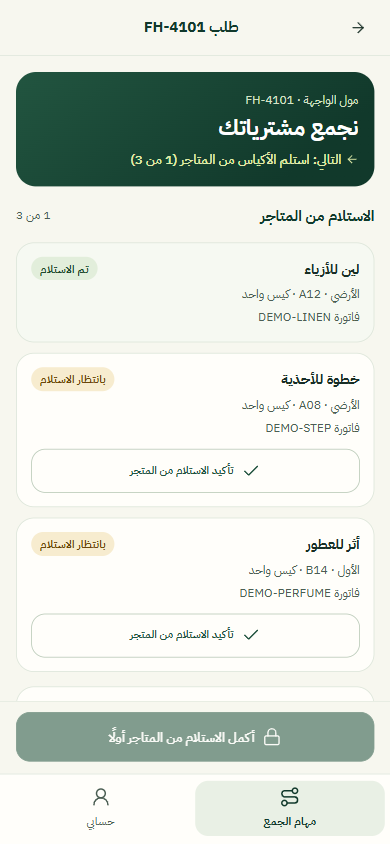 طلب FH-4101
مول الواجهة · FH-4101
نجمع مشترياتك
التالي: استلم الأكياس من المتاجر (1 من 3)
الاستلام من المتاجر
1 من 3
لين للأزياء
تم الاستلام
الأرضي · A12 · كيس واحد
فاتورة DEMO-LINEN
خطوة للأحذية
بانتظار الاستلام
الأرضي · A08 · كيس واحد
فاتورة DEMO-STEP
تأكيد الاستلام من المتجر
أثر للعطور
بانتظار الاستلام
الأول · B14 · كيس واحد
فاتورة DEMO-PERFUME
تأكيد الاستلام من المتجر
أكمل الاستلام من المتاجر أولًا
مهام الجمع
حسابي